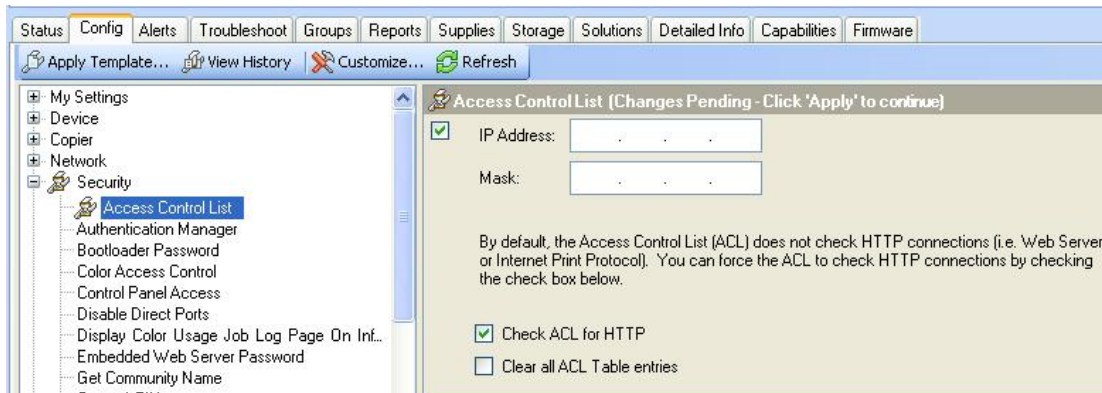 Status Config Alerts Troubleshoot Groups Reports Supplies Storage Solutions Detailed Info Capabilities Firmware
Apply Template... View History Customize... Refresh
My Settings
Device
Copier
Network
Security
Access Control List
Authentication Manager
Bootloader Password
Color Access Control
Control Panel Access
Disable Direct Ports
Display Color Usage Job Log Page On Inf...
Embedded Web Server Password
Get Community Name
Access Control List (Changes Pending - Click 'Apply' to continue)
IP Address: . . .
Mask: . . .
By default, the Access Control List (ACL) does not check HTTP connections (i.e. Web Server
or Internet Print Protocol). You can force the ACL to check HTTP connections by checking
the check box below.
Check ACL for HTTP
Clear all ACL Table entries